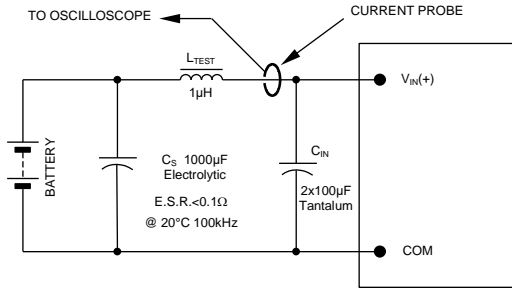 TO OSCILLOSCOPE
CURRENT PROBE
LTEST
1μH
VIN(+)
BATTERY
CS 1000μF
Electrolytic
E.S.R.<0.1Ω
@ 20°C 100kHz
CIN
2x100μF
Tantalum
COM